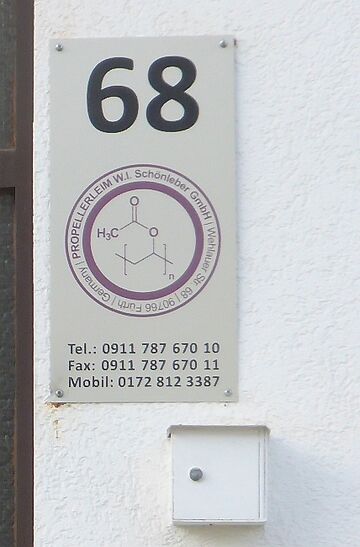 68
PROPELLERLEIM W.I. Schönleber GmbH | Wehlauer Str. 68 | 90766 Fürth | Germany |
O
H₃C
O
n
Tel.: 0911 787 670 10
Fax: 0911 787 670 11
Mobil: 0172 812 3387